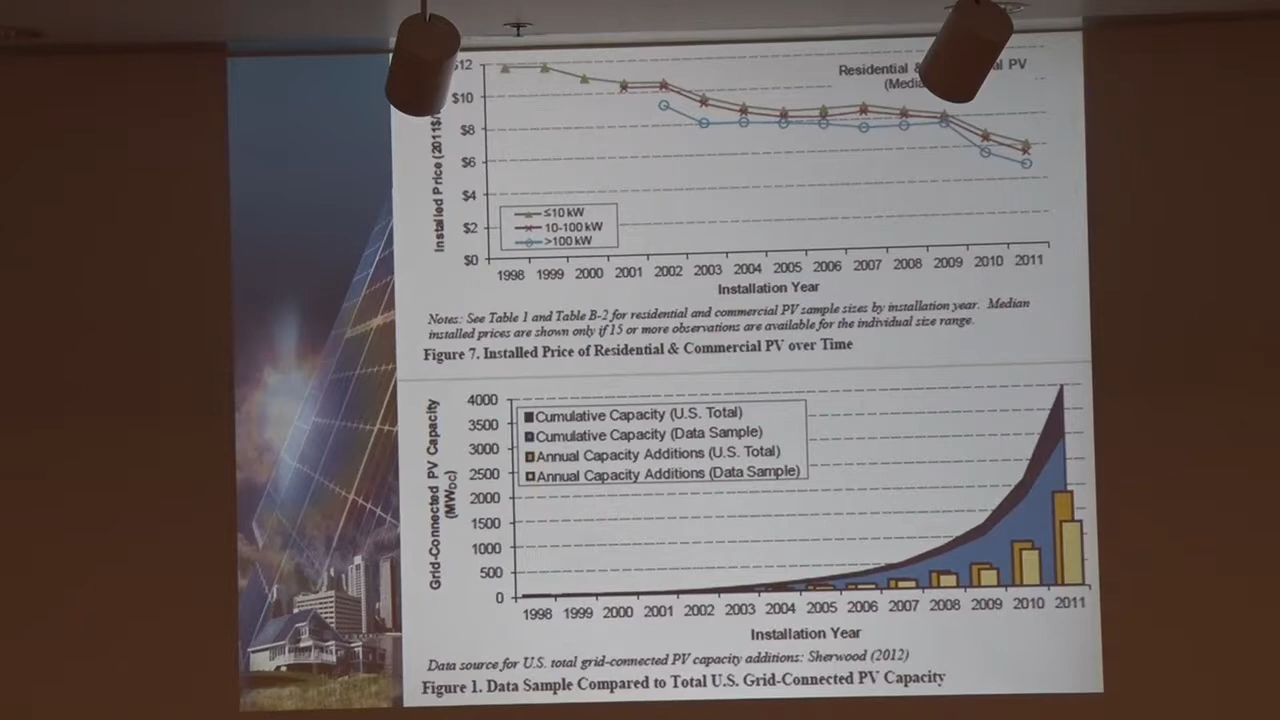 Residential & al PV
(Media
Installed Price (2011$/
$12
$10
$8
$6
$4
$2
$0
≤10 kW
10-100 kW
>100 kW
1998 1999 2000 2001 2002 2003 2004 2005 2006 2007 2008 2009 2010 2011
Installation Year
Notes: See Table 1 and Table B-2 for residential and commercial PV sample sizes by installation year. Median
installed prices are shown only if 15 or more observations are available for the individual size range.
Figure 7. Installed Price of Residential & Commercial PV over Time
Grid-Connected PV Capacity
(MWDC)
4000
3500
3000
2500
2000
1500
1000
500
0
Cumulative Capacity (U.S. Total)
Cumulative Capacity (Data Sample)
Annual Capacity Additions (U.S. Total)
Annual Capacity Additions (Data Sample)
1998 1999 2000 2001 2002 2003 2004 2005 2006 2007 2008 2009 2010 2011
Installation Year
Data source for U.S. total grid-connected PV capacity additions: Sherwood (2012)
Figure 1. Data Sample Compared to Total U.S. Grid-Connected PV Capacity